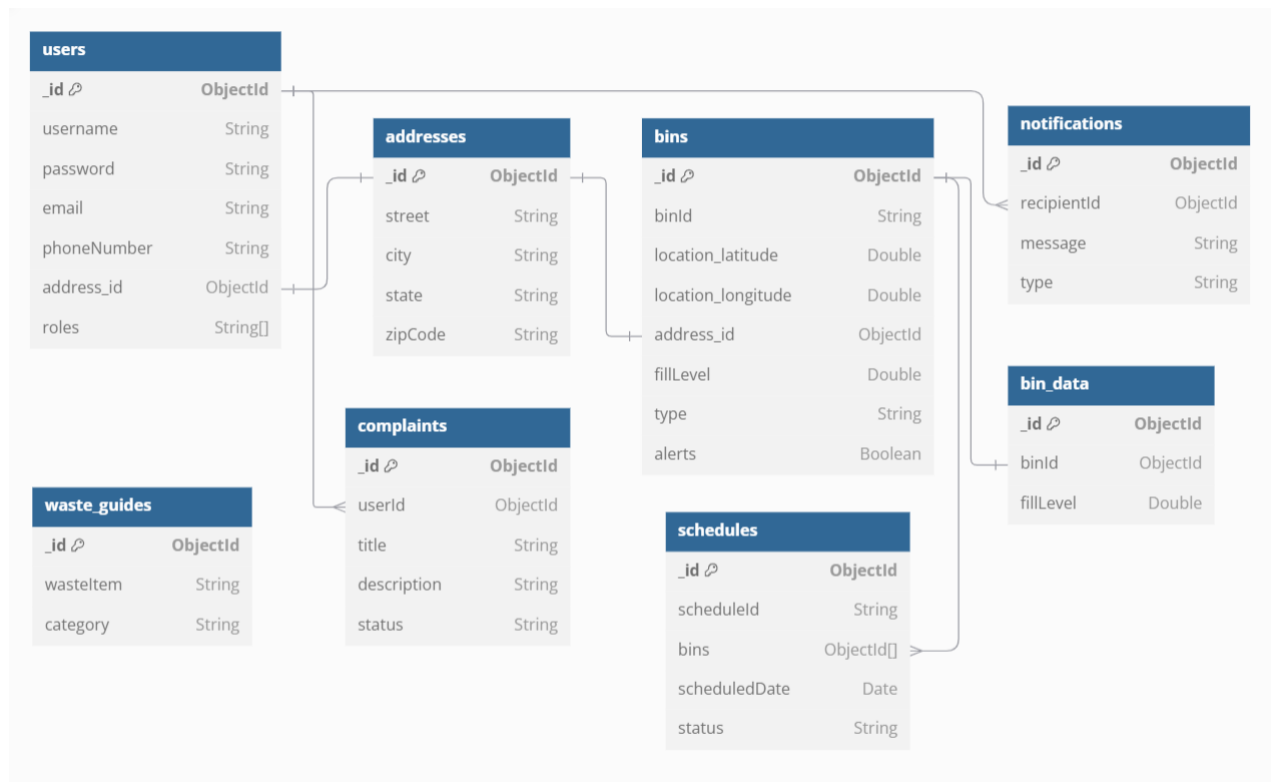 users
_id ObjectId
username String
password String
email String
phoneNumber String
address_id ObjectId
roles String[]
addresses
_id ObjectId
street String
city String
state String
zipCode String
bins
_id ObjectId
binId String
location_latitude Double
location_longitude Double
address_id ObjectId
fillLevel Double
type String
alerts Boolean
notifications
_id ObjectId
recipientId ObjectId
message String
type String
bin_data
_id ObjectId
binId ObjectId
fillLevel Double
complaints
_id ObjectId
userId ObjectId
title String
description String
status String
waste_guides
_id ObjectId
wasteItem String
category String
schedules
_id ObjectId
scheduleId String
bins ObjectId[]
scheduledDate Date
status String